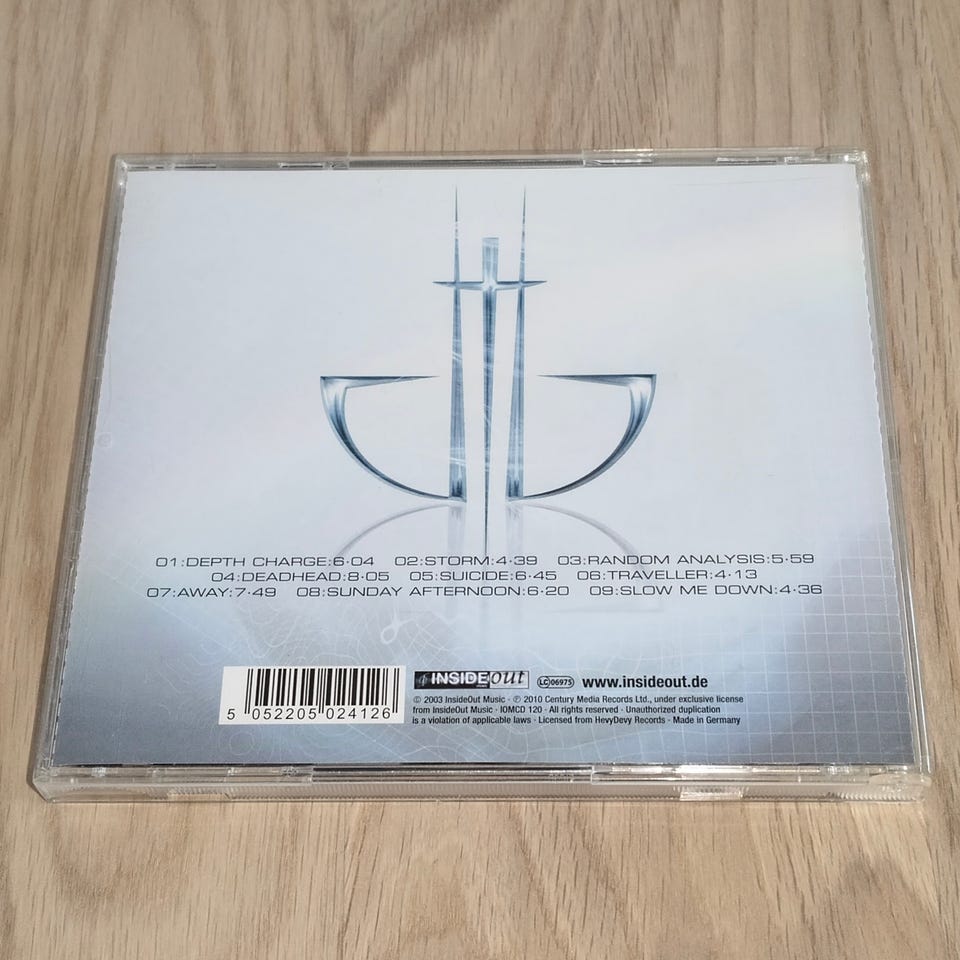 01:DEPTH CHARGE:6·04 02:STORM:4·39 03:RANDOM ANALYSIS:5·59
04:DEADHEAD:8·05 05:SUICIDE:6·45 06:TRAVELLER:4·13
07:AWAY:7·49 08:SUNDAY AFTERNOON:6·20 09:SLOW ME DOWN:4·36
INSIDEout LC 06975 www.insideout.de
© 2003 InsideOut Music · ℗ 2010 Century Media Records Ltd., under exclusive license
from InsideOut Music · IOMCD 120 · All rights reserved · Unauthorized duplication
is a violation of applicable laws · Licensed from HevyDevy Records · Made in Germany
5 052205 024126